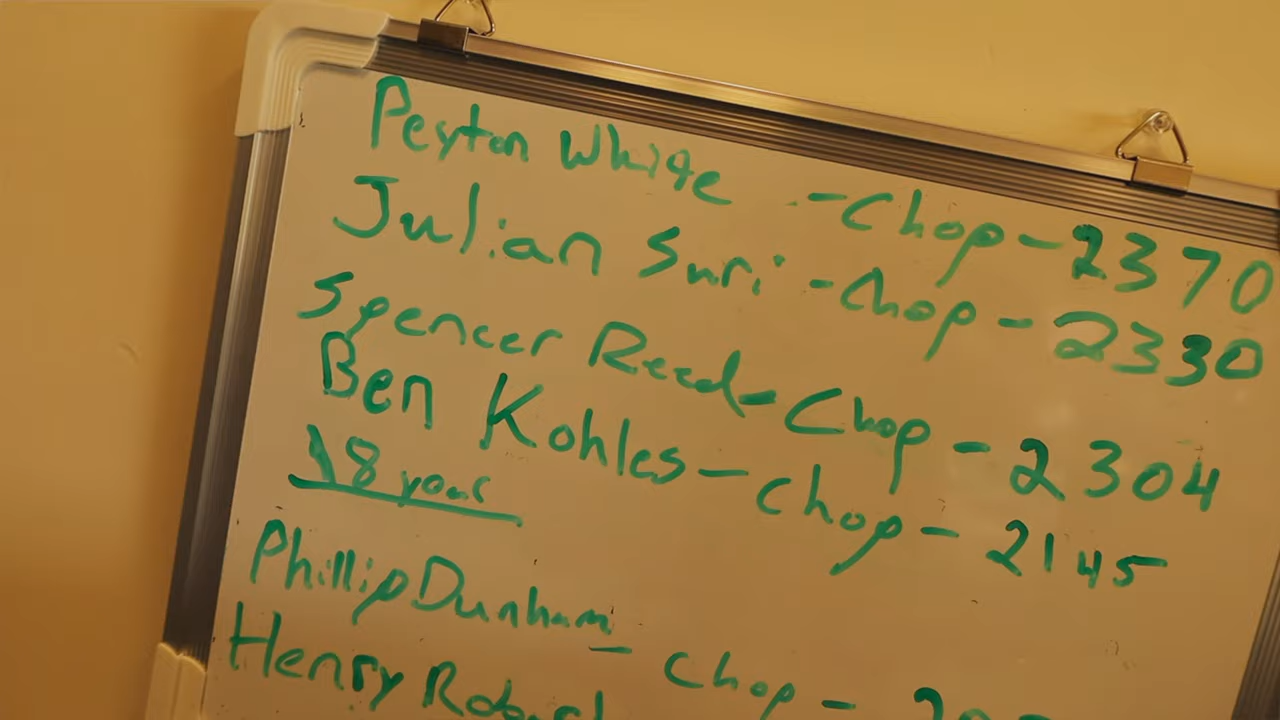 Peyton White - Chop - 2370
Julian Suri - Chop - 2330
Spencer Reed - Chop - 2304
Ben Kohles - Chop - 2145
18 years
Phillip Dunham - Chop -
Henry